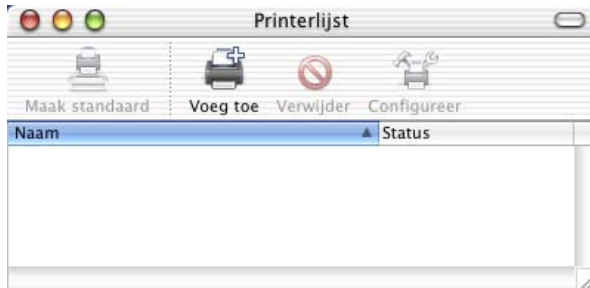 Printerlijst
Maak standaard Voeg toe Verwijder Configureer
Naam Status